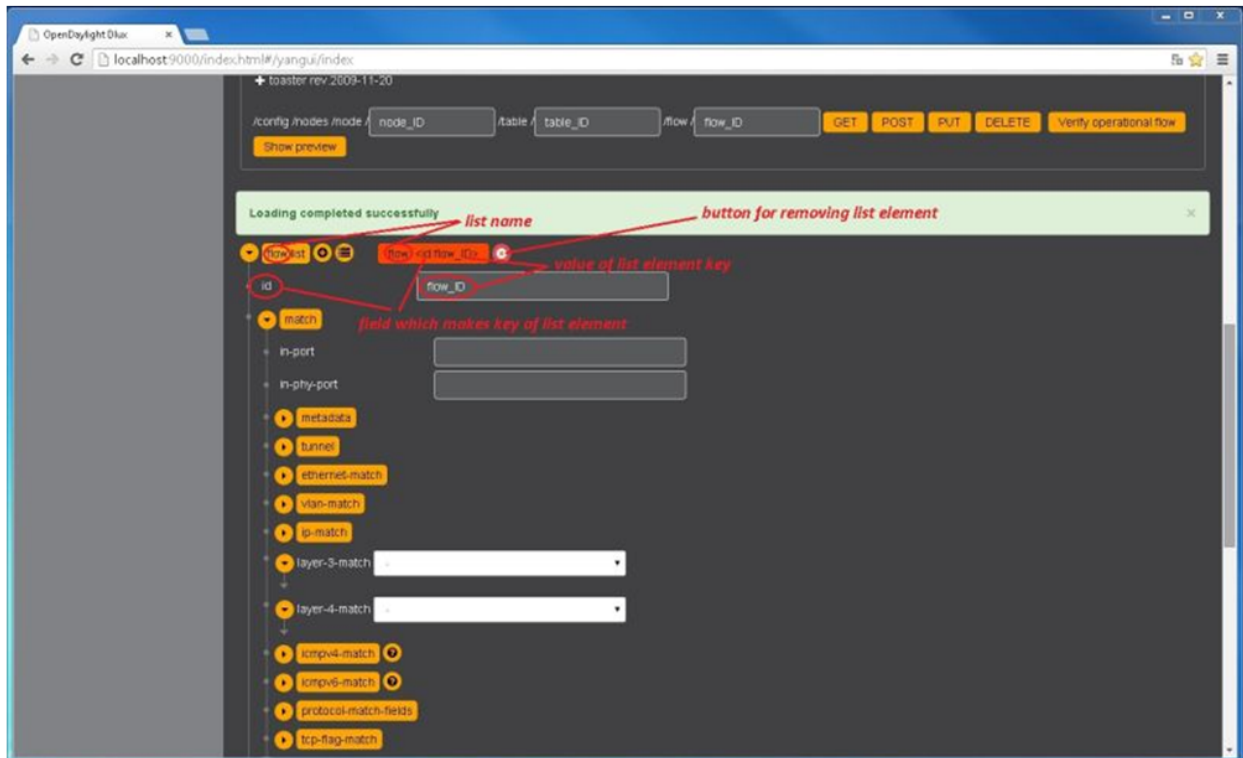 OpenDaylight Dlux
localhost:9000/index.html#/yangui/index
+ toaster rev.2009-11-20
/config /nodes /node / node_ID /table / table_ID /flow / flow_ID GET POST PUT DELETE Verify operational flow
Show preview
Loading completed successfully
list name
button for removing list element
flow list flow <id:flow_ID>
value of list element key
id flow_ID
field which makes key of list element
match
in-port
in-phy-port
metadata
tunnel
ethernet-match
vlan-match
ip-match
layer-3-match
layer-4-match
icmpv4-match
icmpv6-match
protocol-match-fields
tcp-flag-match